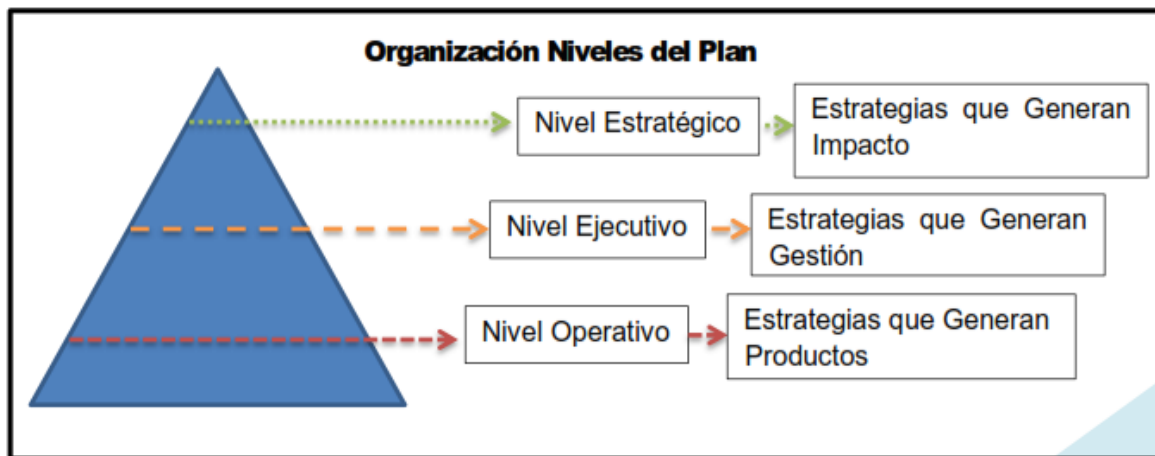 Organización Niveles del Plan
Nivel Estratégico
Estrategias que Generan
Impacto
Nivel Ejecutivo
Estrategias que Generan
Gestión
Nivel Operativo
Estrategias que Generan
Productos